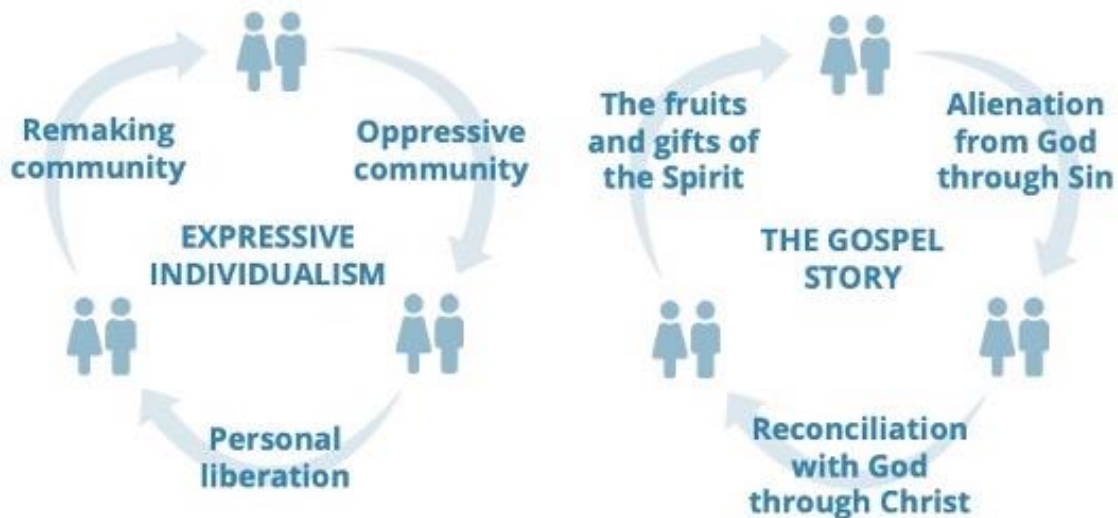 Remaking
community
Oppressive
community
EXPRESSIVE
INDIVIDUALISM
Personal
liberation
The fruits
and gifts of
the Spirit
Alienation
from God
through Sin
THE GOSPEL
STORY
Reconciliation
with God
through Christ